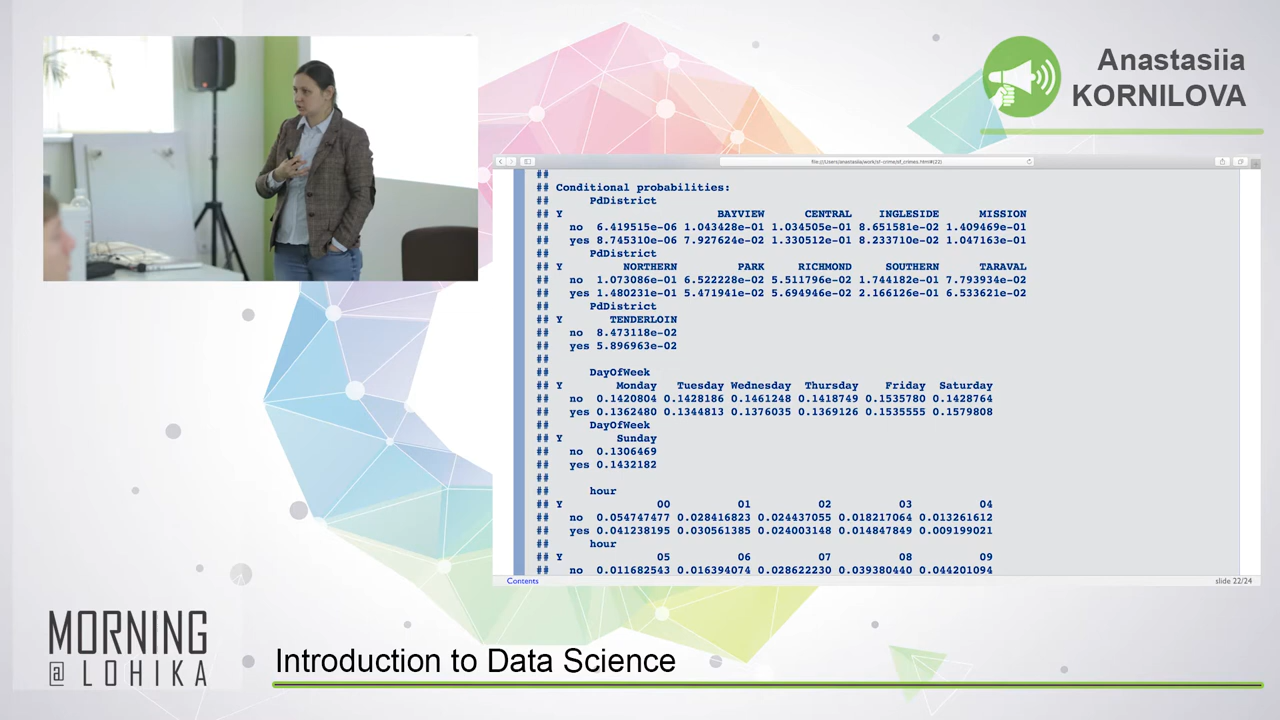 Anastasiia
KORNILOVA
file:///Users/anastasiia/work/sf-crime/sf_crimes.html#(22)
##
## Conditional probabilities:
##      PdDistrict
## Y            BAYVIEW      CENTRAL    INGLESIDE      MISSION
##   no  6.419515e-06 1.043428e-01 1.034505e-01 8.651581e-02 1.409469e-01
##   yes 8.745310e-06 7.927624e-02 1.330512e-01 8.233710e-02 1.047163e-01
##      PdDistrict
## Y       NORTHERN         PARK     RICHMOND     SOUTHERN      TARAVAL
##   no  1.073086e-01 6.522228e-02 5.511796e-02 1.744182e-01 7.793934e-02
##   yes 1.480231e-01 5.471941e-02 5.694946e-02 2.166126e-01 6.533621e-02
##      PdDistrict
## Y     TENDERLOIN
##   no  8.473118e-02
##   yes 5.896963e-02
##
##      DayOfWeek
## Y        Monday   Tuesday Wednesday  Thursday    Friday  Saturday
##   no  0.1420804 0.1428186 0.1461248 0.1418749 0.1535780 0.1428764
##   yes 0.1362480 0.1344813 0.1376035 0.1369126 0.1535555 0.1579808
##      DayOfWeek
## Y        Sunday
##   no  0.1306469
##   yes 0.1432182
##
##      hour
## Y              00          01          02          03          04
##   no  0.054747477 0.028416823 0.024437055 0.018217064 0.013261612
##   yes 0.041238195 0.030561385 0.024003148 0.014847849 0.009199021
##      hour
## Y              05          06          07          08          09
##   no  0.011682543 0.016394074 0.028622230 0.039380440 0.044201094
Contents
slide 22/24
MORNING
@ LOHIKA
Introduction to Data Science